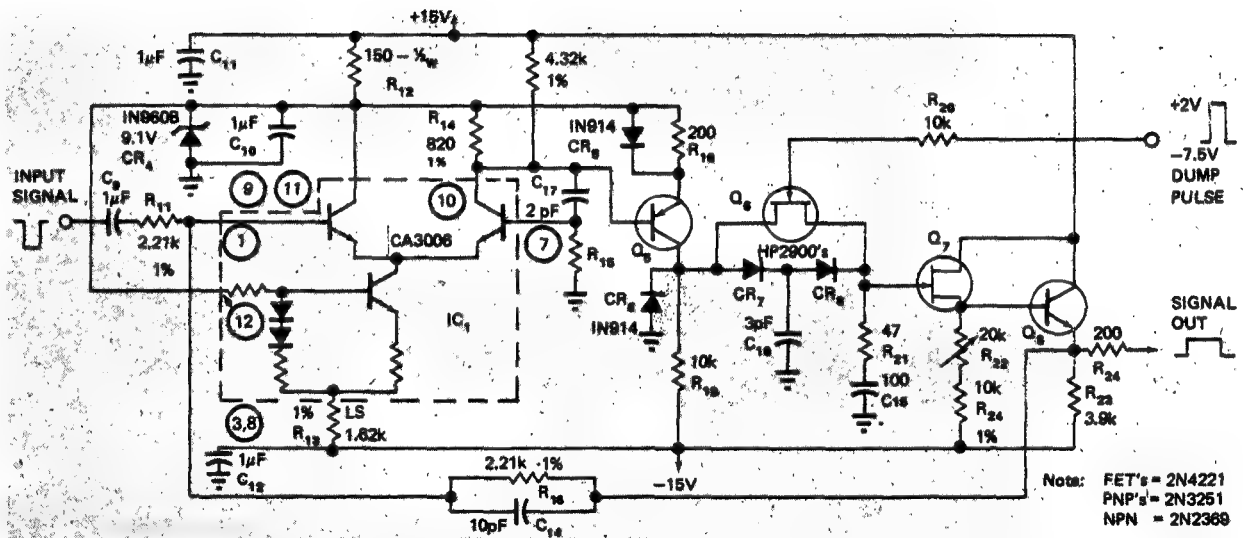 +15V
1µF
C11
150 – ½W
R12
4.32k
1%
IN960B
9.1V
CR4
1µF
C10
R14
820
1%
IN914
CR5
200
R18
R26
10k
+2V
-7.5V
DUMP
PULSE
INPUT
SIGNAL
C9
1µF
R11
2.21k
1%
9
11
10
1
7
12
3,8
C17
2 pF
R15
CA3006
IC1
Q5
Q6
HP2900's
CR7
CR8
Q7
Q8
CR6
IN914
3pF
10k
R19
47
R21
100
C15
20k
R22
10k
R24
1%
SIGNAL
OUT
200
R24
R23
3.9k
1%
LS
R13
1.62k
1µF
C12
2.21k -1%
R16
10pF
C14
-15V
Note: FET's = 2N4221
PNP's = 2N3251
NPN = 2N2369